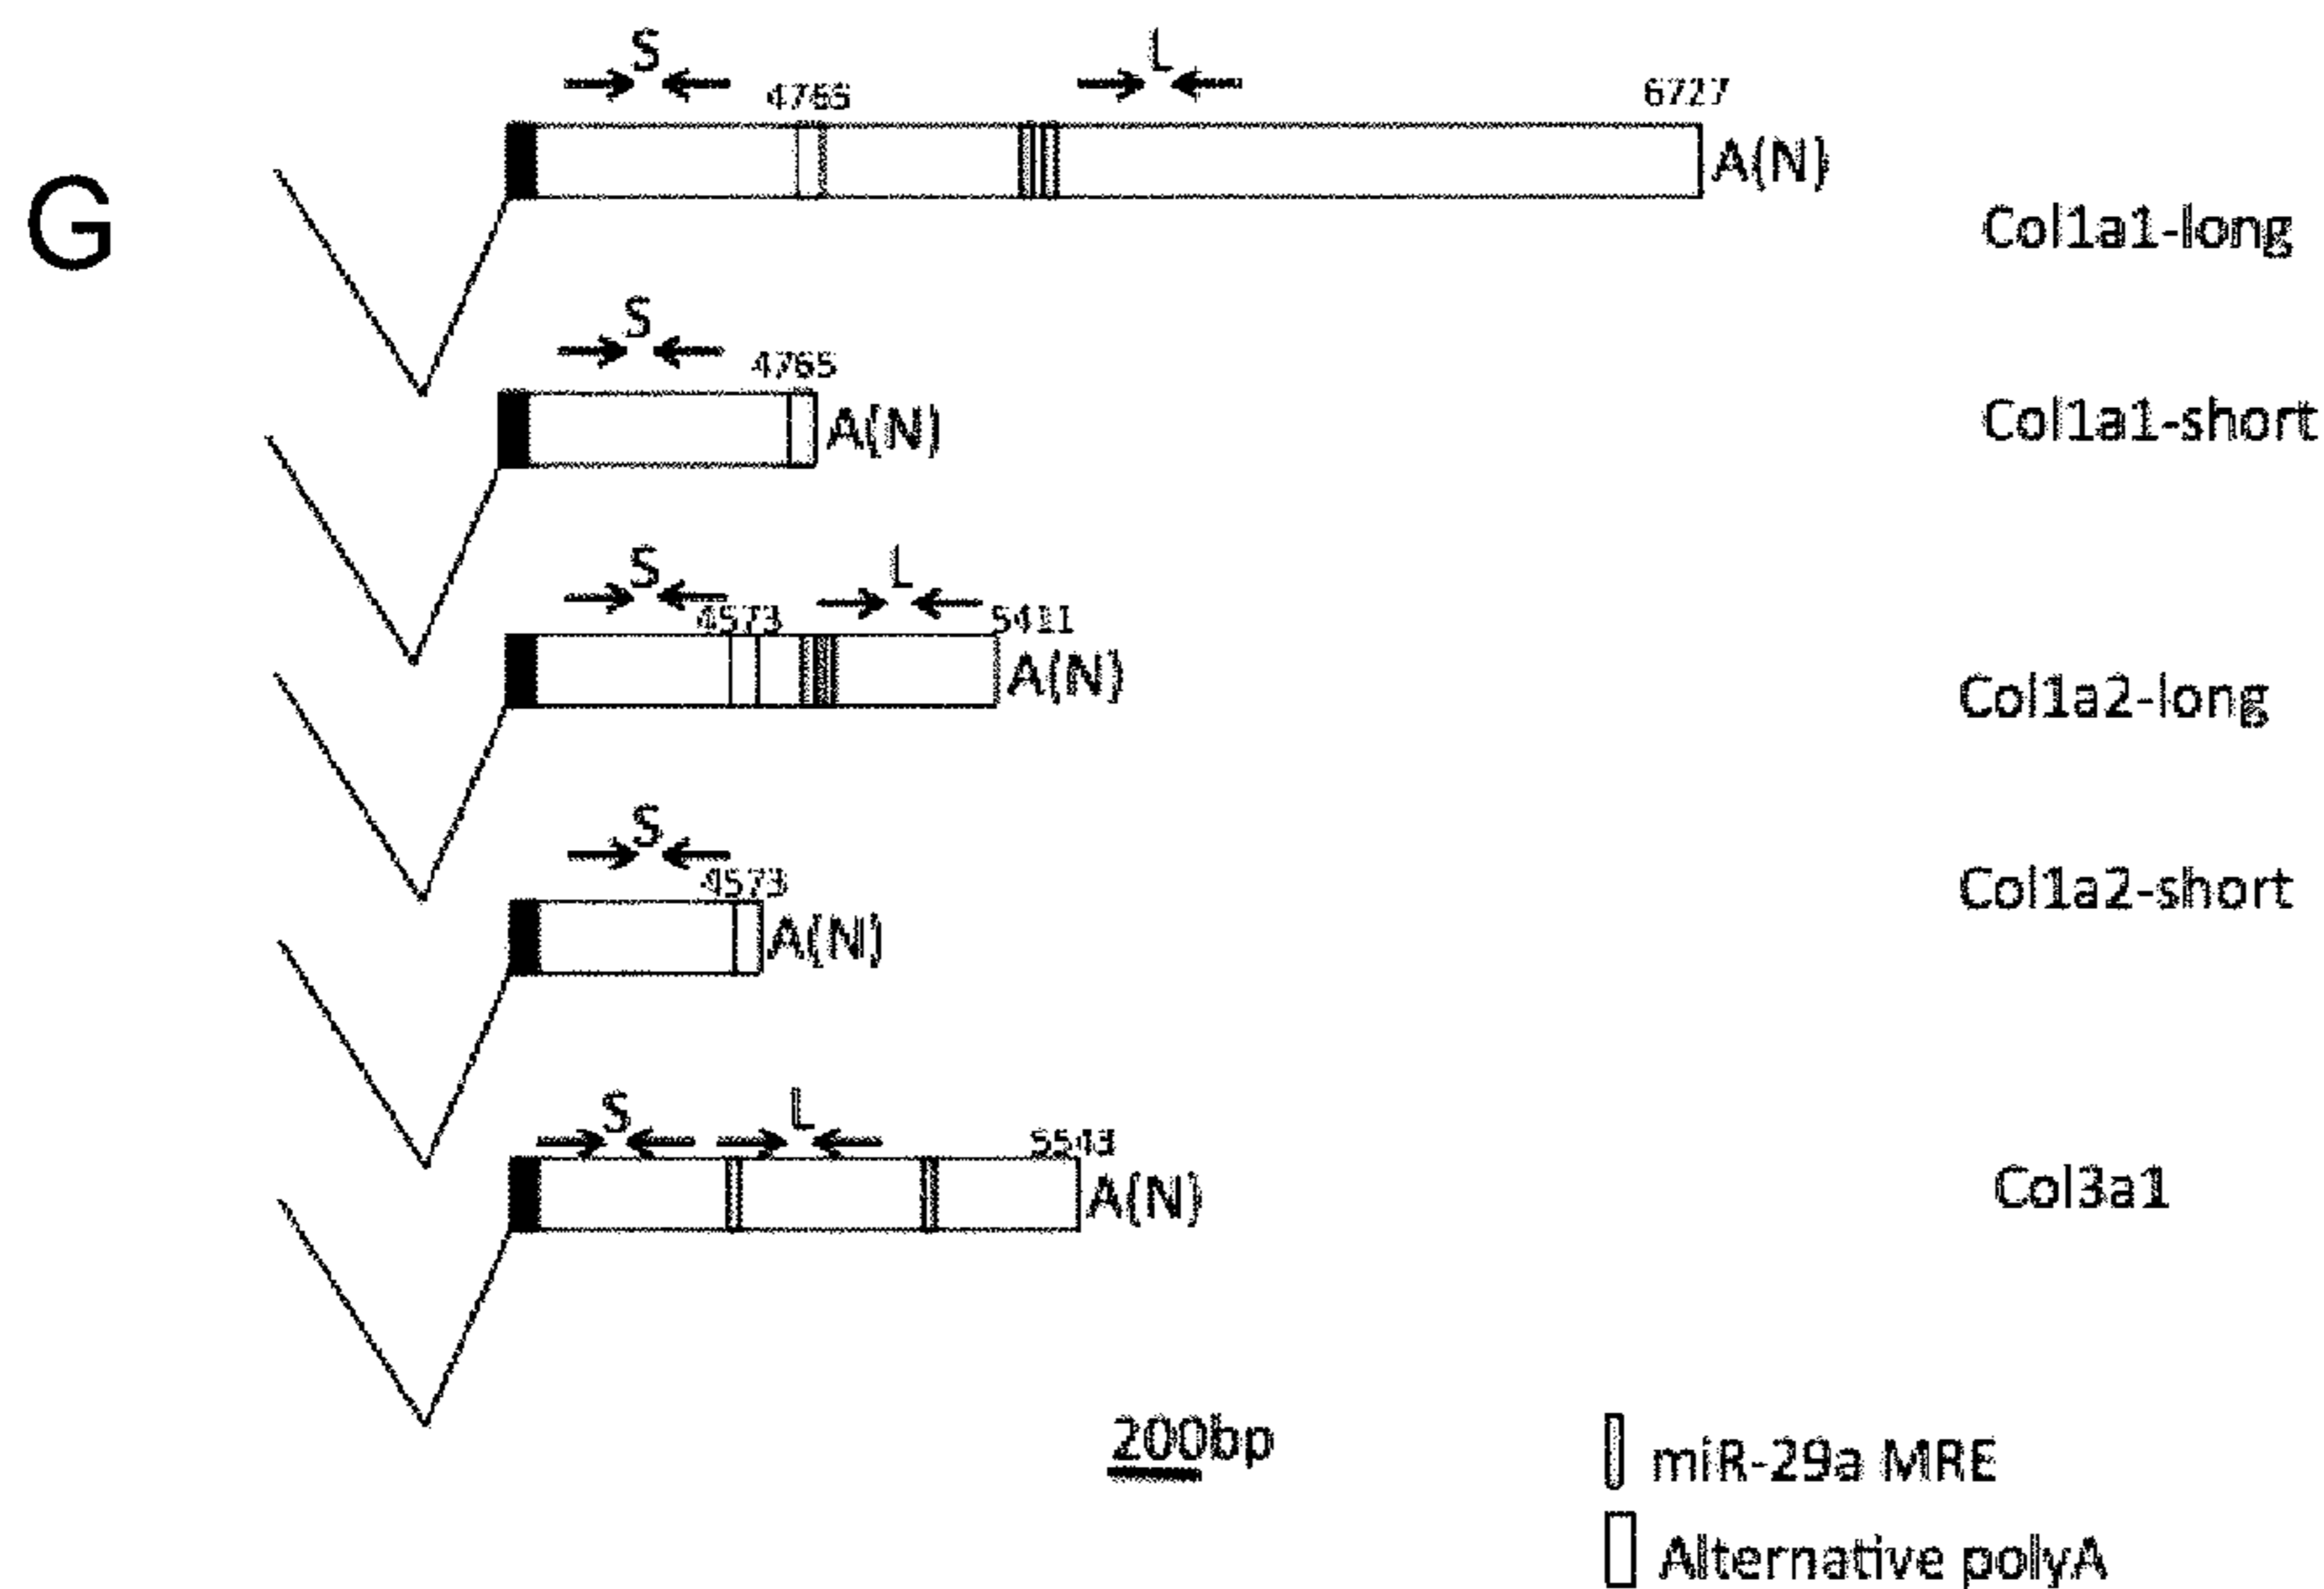 G
S
L
4765
6727
A(N)
Col1a1-long
S
4765
A(N)
Col1a1-short
S
L
4573
5411
A(N)
Col1a2-long
S
4573
A(N)
Col1a2-short
S
L
5543
A(N)
Col3a1
200bp
miR-29a MRE
Alternative polyA